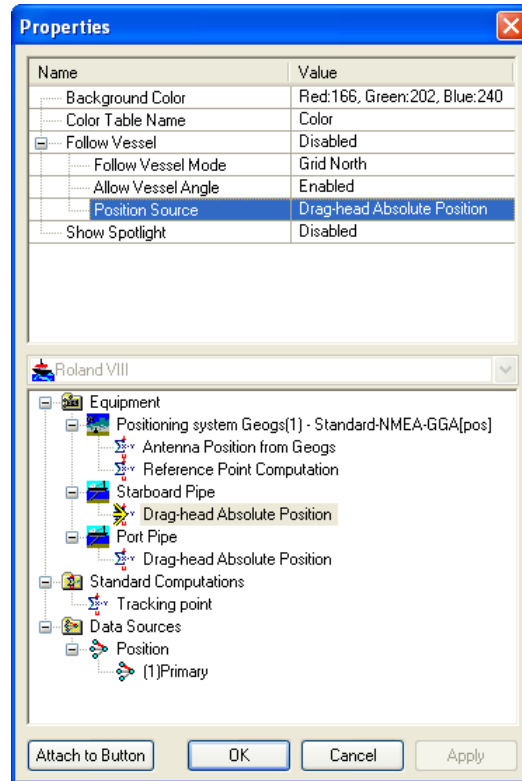 Properties
Name Value
Background Color Red:166, Green:202, Blue:240
Color Table Name Color
Follow Vessel Disabled
Follow Vessel Mode Grid North
Allow Vessel Angle Enabled
Position Source Drag-head Absolute Position
Show Spotlight Disabled
Roland VIII
Equipment
Positioning system Geogs(1) - Standard-NMEA-GGA[pos]
Antenna Position from Geogs
Reference Point Computation
Starboard Pipe
Drag-head Absolute Position
Port Pipe
Drag-head Absolute Position
Standard Computations
Tracking point
Data Sources
Position
(1)Primary
Attach to Button OK Cancel Apply